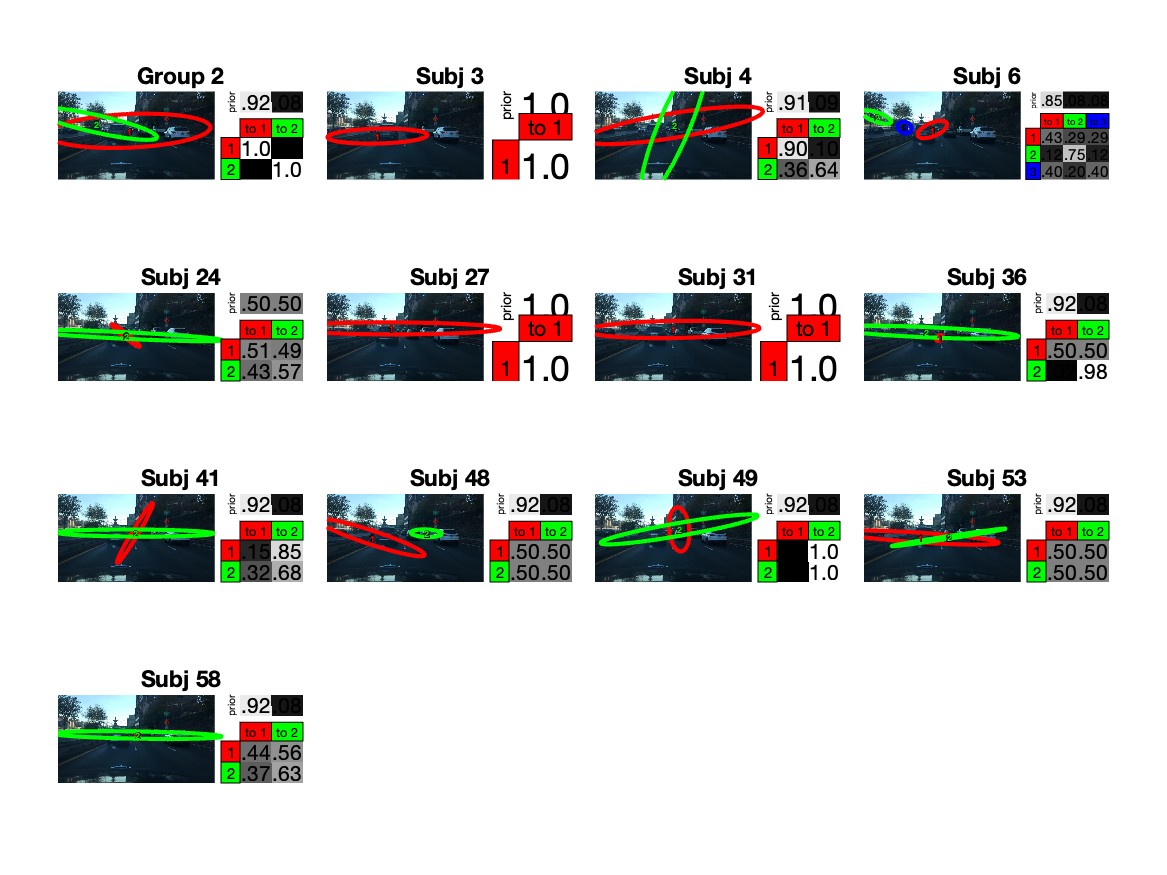 Group 2
prior .92 .08
to 1 to 2
1 1.0
2 1.0
Subj 3
prior 1.0
to 1
1 1.0
Subj 4
prior .91 .09
to 1 to 2
1 .90 .10
2 .36 .64
Subj 6
prior .85 .08 .08
to 1 to 2
1 .43 .29 .29
2 .12 .75 .12
.40 .20 .40
Subj 24
prior .50 .50
to 1 to 2
1 .51 .49
2 .43 .57
Subj 27
prior 1.0
to 1
1 1.0
Subj 31
prior 1.0
to 1
1 1.0
Subj 36
prior .92 .08
to 1 to 2
1 .50 .50
2 .98
Subj 41
prior .92 .08
to 1 to 2
1 .15 .85
2 .32 .68
Subj 48
prior .92 .08
to 1 to 2
1 .50 .50
2 .50 .50
Subj 49
prior .92 .08
to 1 to 2
1 1.0
2 1.0
Subj 53
prior .92 .08
to 1 to 2
1 .50 .50
2 .50 .50
Subj 58
prior .92 .08
to 1 to 2
1 .44 .56
2 .37 .63